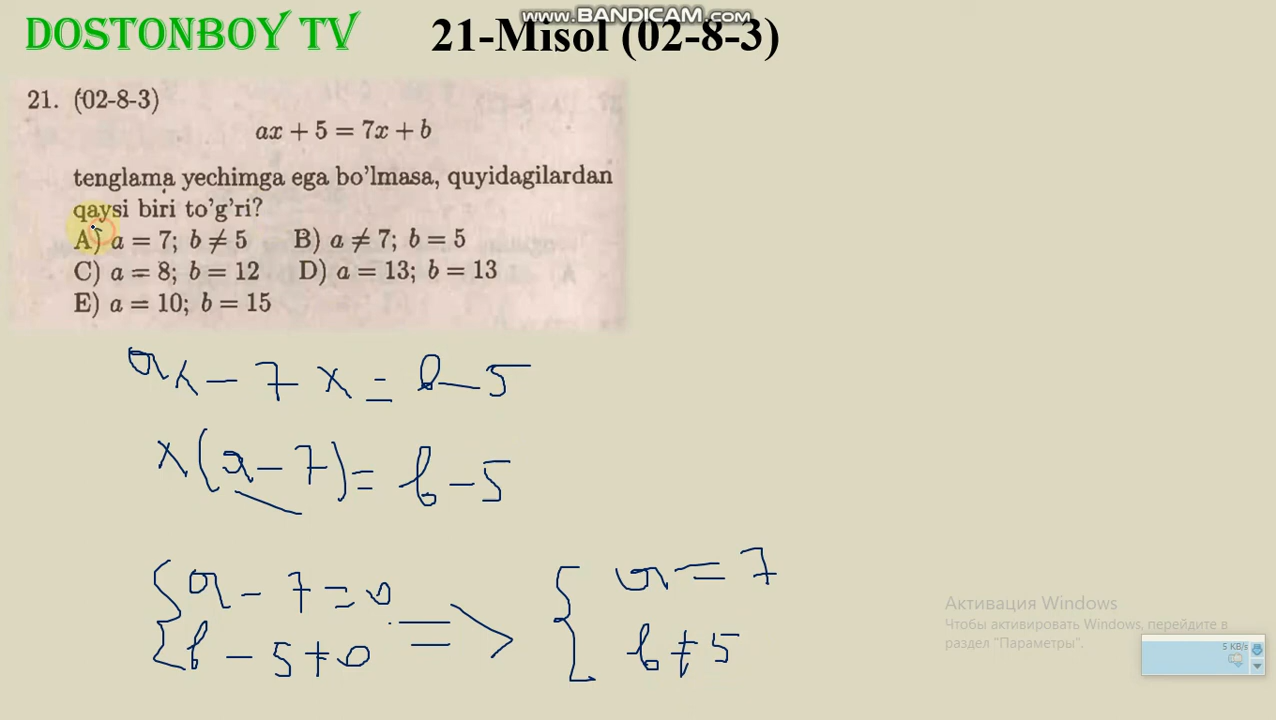 www.BANDICAM.com
DOSTONBOY TV
21-Misol (02-8-3)
21. (02-8-3)
ax + 5 = 7x + b
tenglama yechimga ega bo'lmasa, quyidagilardan
qaysi biri to'g'ri?
A) a = 7; b ≠ 5 B) a ≠ 7; b = 5
C) a = 8; b = 12 D) a = 13; b = 13
E) a = 10; b = 15
ax - 7x = b - 5
x(a - 7) = b - 5
{a - 7 = 0 => {a = 7
{b - 5 ≠ 0 {b ≠ 5
Активация Windows
Чтобы активировать Windows, перейдите в
раздел "Параметры".
5 KB/s